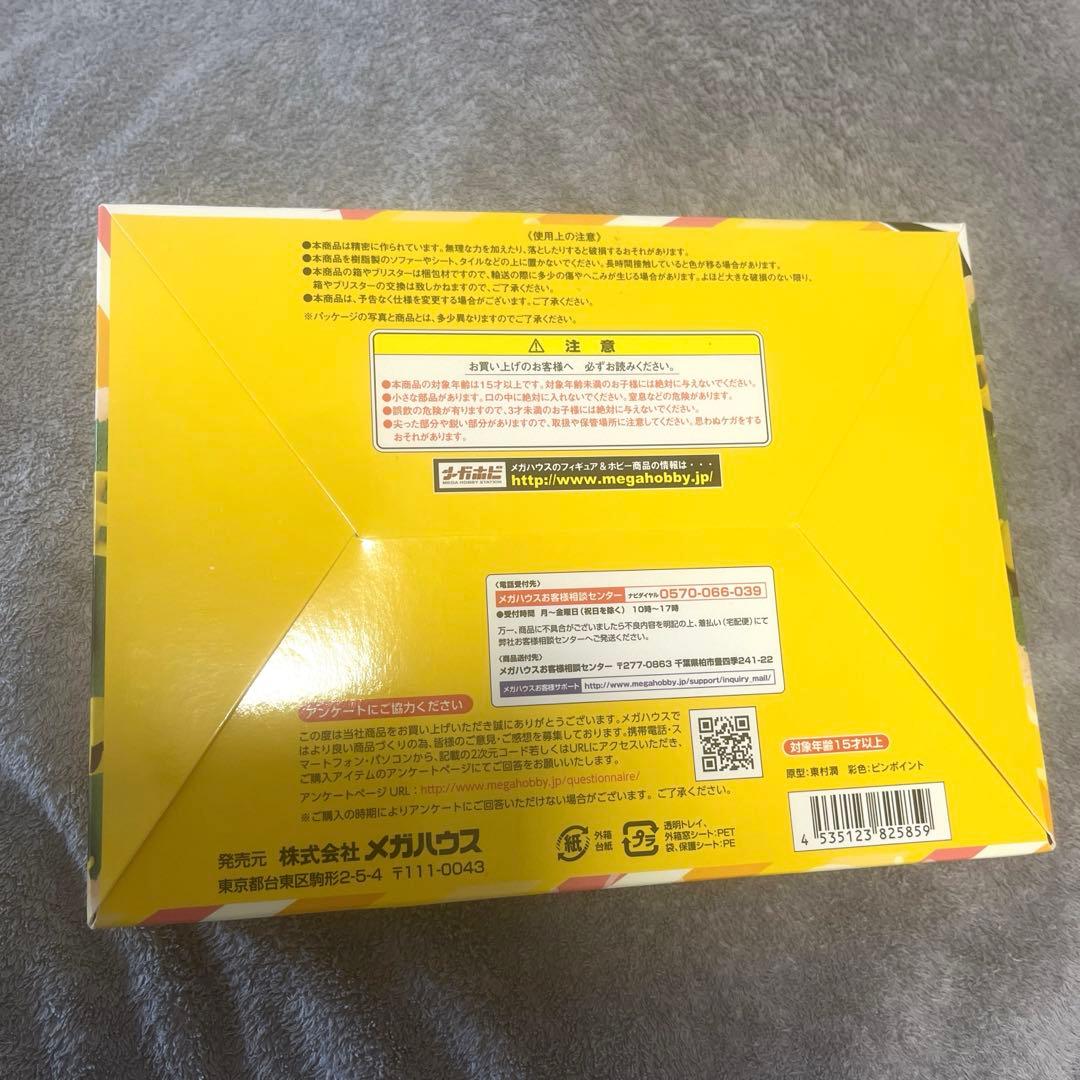 《使用上の注意》
●本商品は精密に作られています。無理な力を加えたり、落としたりすると破損するおそれがあります。
●本商品を樹脂製のソファーやシート、タイルなどの上に置かないでください。長時間接触していると色が移る場合があります。
●本商品の箱やブリスターは梱包材ですので、輸送の際に多少の傷やへこみが生じる場合があります。よほど大きな破損のない限り、
箱やブリスターの交換は致しかねますので、ご了承ください。
●本商品は、予告なく仕様を変更する場合がございます。ご了承ください。
※パッケージの写真と商品とは、多少異なりますのでご了承ください。
⚠ 注 意
お買い上げのお客様へ 必ずお読みください。
●本商品の対象年齢は15才以上です。対象年齢未満のお子様には絶対に与えないでください。
●小さな部品があります。口の中に絶対に入れないでください。窒息などの危険があります。
●誤飲の危険が有りますので、3才未満のお子様には絶対に与えないでください。
●尖った部分や鋭い部分がありますので、取扱や保管場所に注意してください。思わぬケガをする
おそれがあります。
メガホビ
MEGA HOBBY STATION
メガハウスのフィギュア&ホビー商品の情報は・・・
http://www.megahobby.jp/
〈電話受付先〉
メガハウスお客様相談センター ナビダイヤル 0570-066-039
●受付時間 月〜金曜日(祝日を除く) 10時〜17時
万一、商品に不具合がございましたら不良内容を明記の上、着払い(宅配便)にて
弊社お客様相談センターへご発送ください。
〈商品送付先〉
メガハウスお客様相談センター 〒277-0863 千葉県柏市豊四季241-22
メガハウスお客様サポート http://www.megahobby.jp/support/inquiry_mail/
アンケートにご協力ください
この度は当社商品をお買い上げいただき誠にありがとうございます。メガハウスで
はより良い商品づくりの為、皆様のご意見・ご感想を募集しております。携帯電話・ス
マートフォン・パソコンから、記載の2次元コード若しくはURLにアクセスいただき、
ご購入アイテムのアンケートページにてご回答をお願いいたします。
アンケートページURL：http://www.megahobby.jp/questionnaire/
※ご購入の時期によりアンケートにご回答いただけない場合がございます。ご了承ください。
対象年齢15才以上
原型:東村潤 彩色:ピンポイント
4 535123 825859
発売元 株式会社 メガハウス
東京都台東区駒形2-5-4 〒111-0043
紙
外箱
台紙
プラ
透明トレイ、
外箱窓シート:PET
袋、保護シート:PE